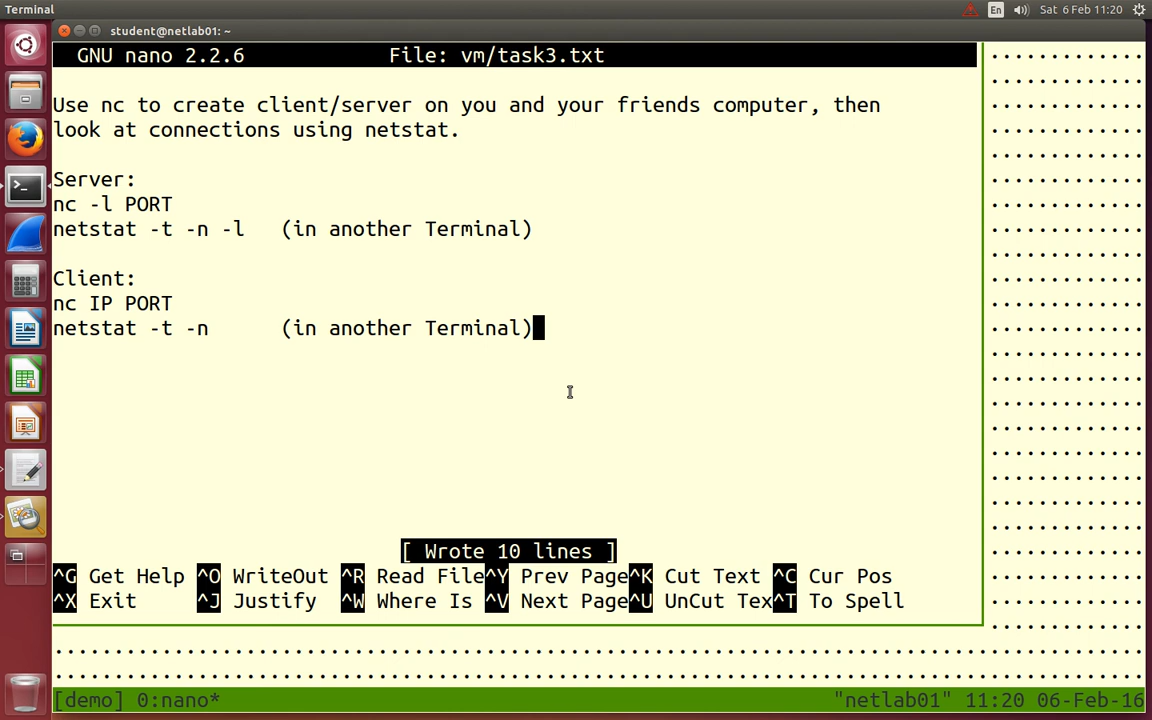 Terminal
En
Sat 6 Feb 11:20
student@netlab01: ~
GNU nano 2.2.6 File: vm/task3.txt
Use nc to create client/server on you and your friends computer, then
look at connections using netstat.
Server:
nc -l PORT
netstat -t -n -l (in another Terminal)
Client:
nc IP PORT
netstat -t -n (in another Terminal)
[ Wrote 10 lines ]
^G Get Help ^O WriteOut ^R Read File^Y Prev Page^K Cut Text ^C Cur Pos
^X Exit ^J Justify ^W Where Is ^V Next Page^U UnCut Tex^T To Spell
[demo] 0:nano* "netlab01" 11:20 06-Feb-16